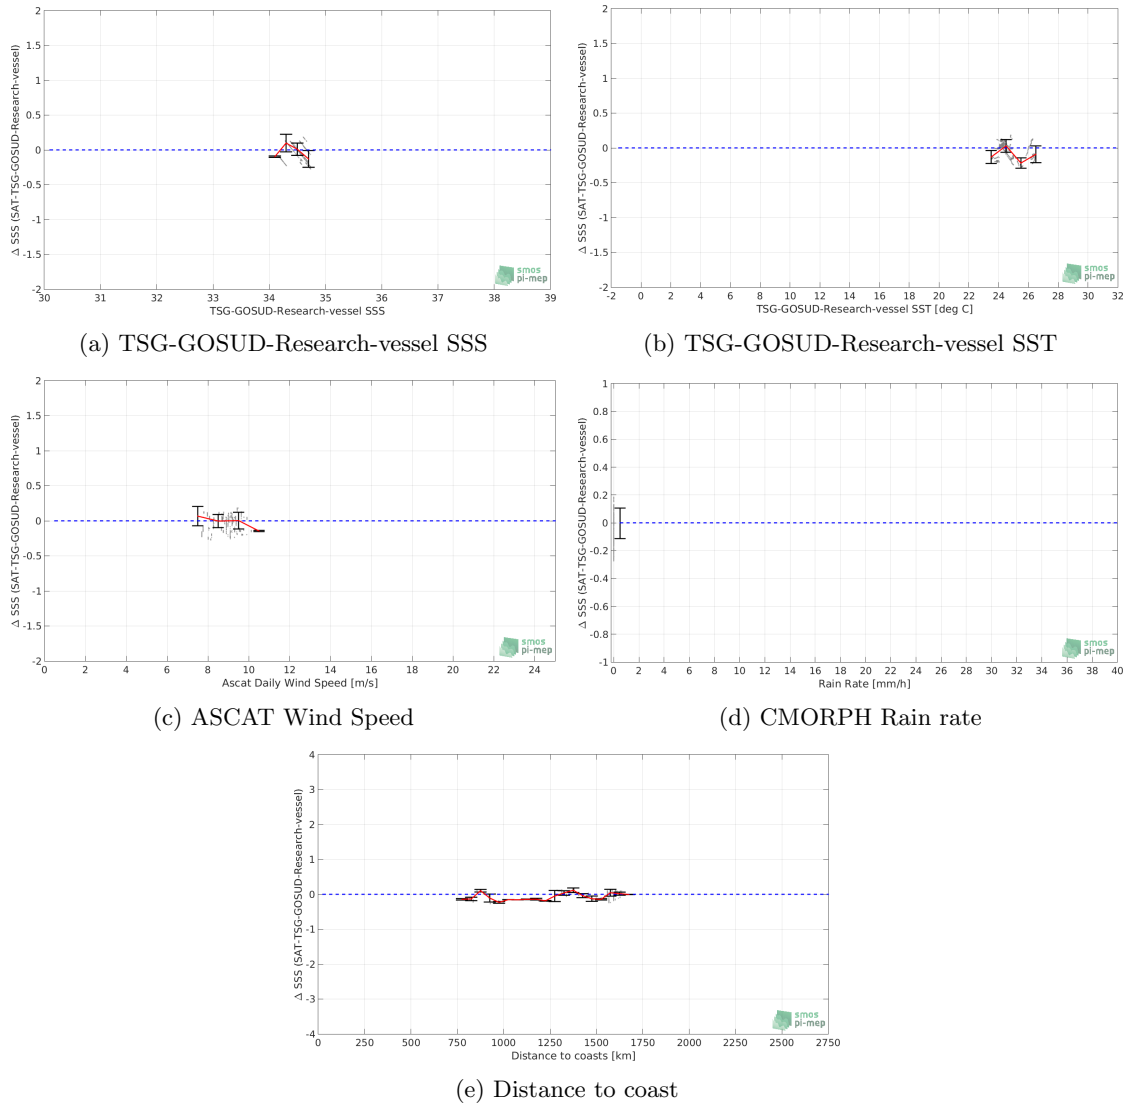 Δ SSS (SAT-TSG-GOSUD-Research-vessel)
2
1.5
1
0.5
0
-0.5
-1
-1.5
-2
30 31 32 33 34 35 36 37 38 39
TSG-GOSUD-Research-vessel SSS
smos
pi-mep
(a) TSG-GOSUD-Research-vessel SSS
Δ SSS (SAT-TSG-GOSUD-Research-vessel)
2
1.5
1
0.5
0
-0.5
-1
-1.5
-2
-2 0 2 4 6 8 10 12 14 16 18 20 22 24 26 28 30 32
TSG-GOSUD-Research-vessel SST [deg C]
smos
pi-mep
(b) TSG-GOSUD-Research-vessel SST
Δ SSS (SAT-TSG-GOSUD-Research-vessel)
2
1.5
1
0.5
0
-0.5
-1
-1.5
-2
0 2 4 6 8 10 12 14 16 18 20 22 24
Ascat Daily Wind Speed [m/s]
smos
pi-mep
(c) ASCAT Wind Speed
Δ SSS (SAT-TSG-GOSUD-Research-vessel)
1
0.8
0.6
0.4
0.2
0
-0.2
-0.4
-0.6
-0.8
-1
0 2 4 6 8 10 12 14 16 18 20 22 24 26 28 30 32 34 36 38 40
Rain Rate [mm/h]
smos
pi-mep
(d) CMORPH Rain rate
Δ SSS (SAT-TSG-GOSUD-Research-vessel)
4
3
2
1
0
-1
-2
-3
-4
0 250 500 750 1000 1250 1500 1750 2000 2250 2500 2750
Distance to coasts [km]
smos
pi-mep
(e) Distance to coast